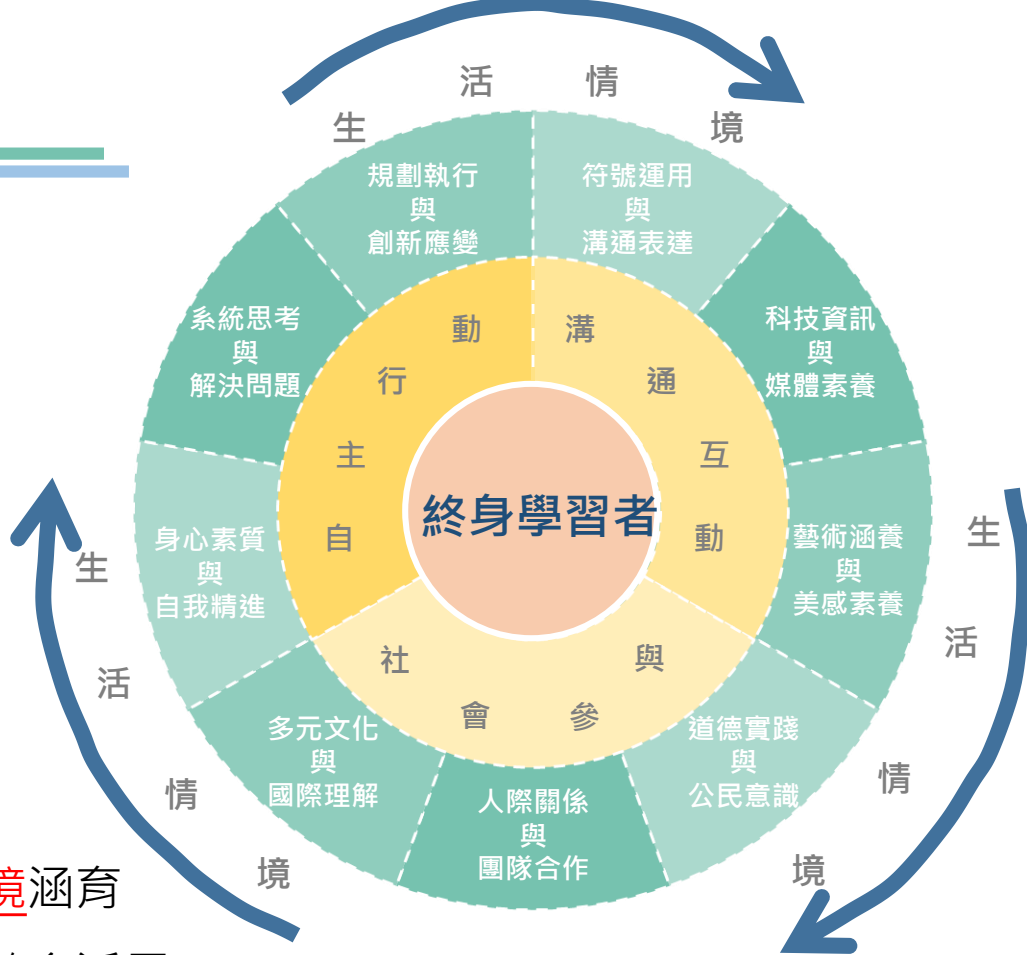 生活情境
規劃執行
與
創新應變
符號運用
與
溝通表達
系統思考
與
解決問題
科技資訊
與
媒體素養
自主行動
溝通互動
終身學習者
身心素質
與
自我精進
藝術涵養
與
美感素養
生活情境
生活情境
社會參與
多元文化
與
國際理解
人際關係
與
團隊合作
道德實踐
與
公民意識
境涵育